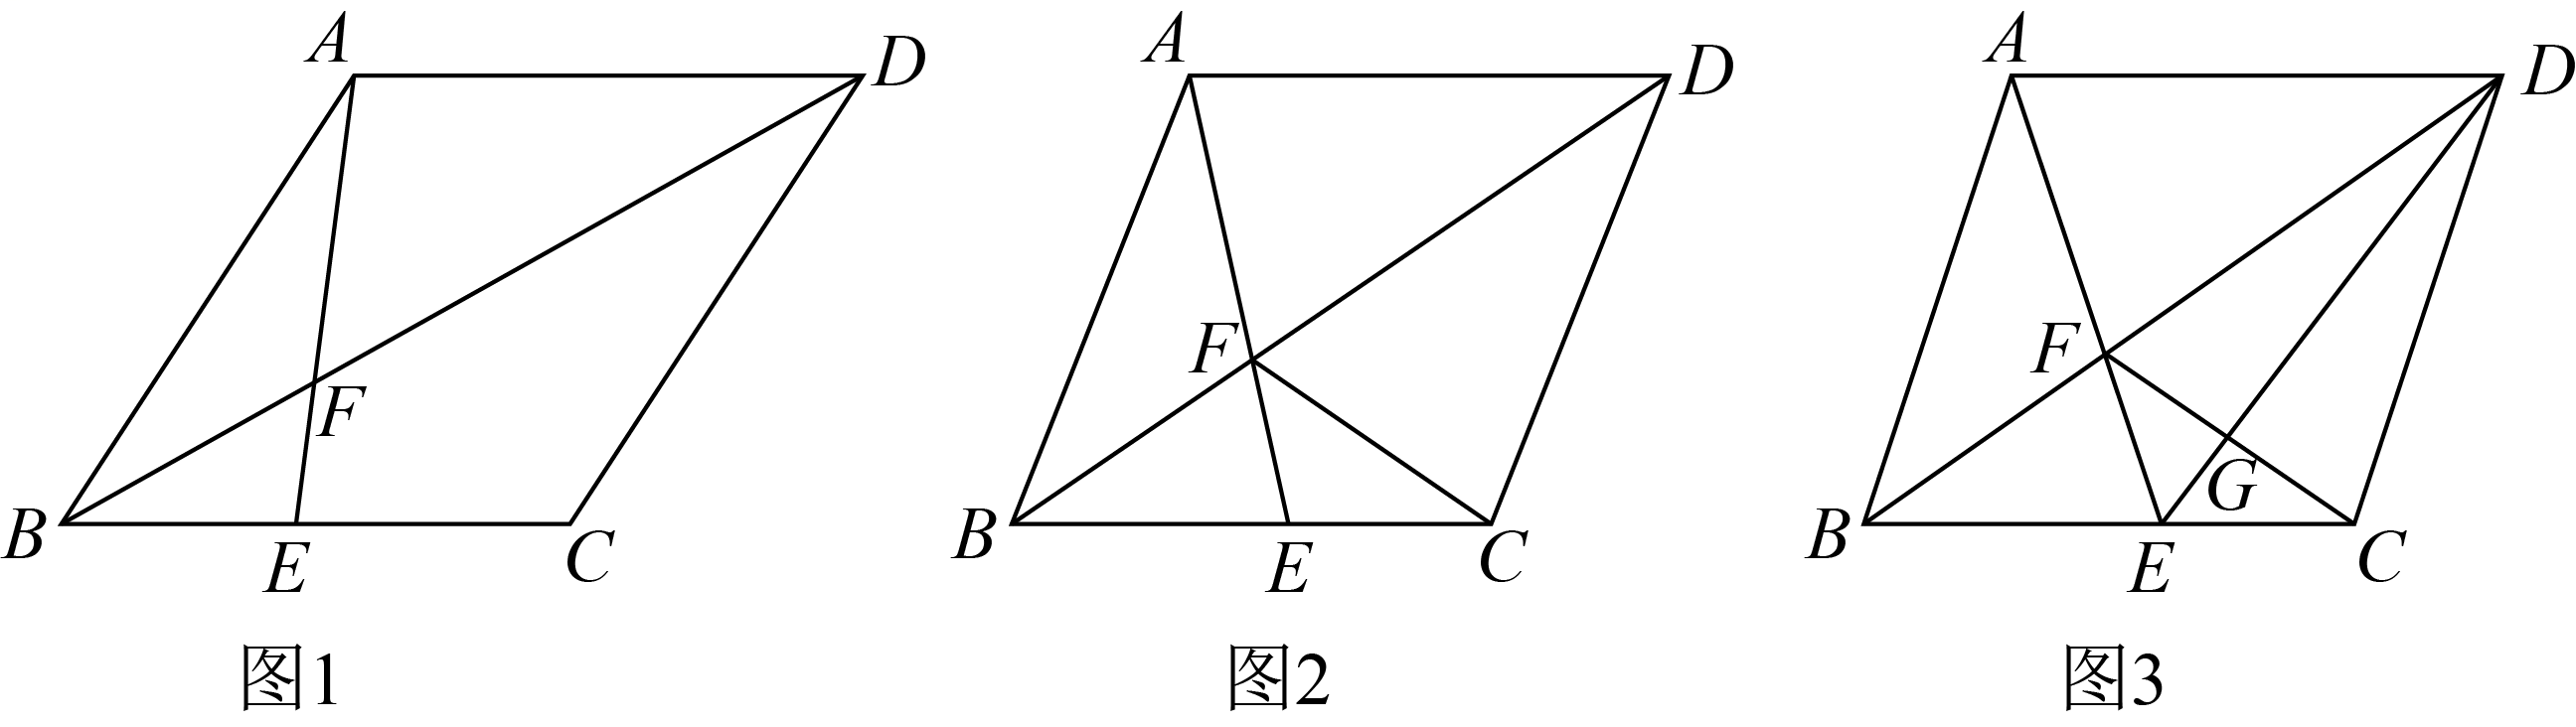 A D A D A D
F F F
G
B E C B E C B E C
图1 图2 图3